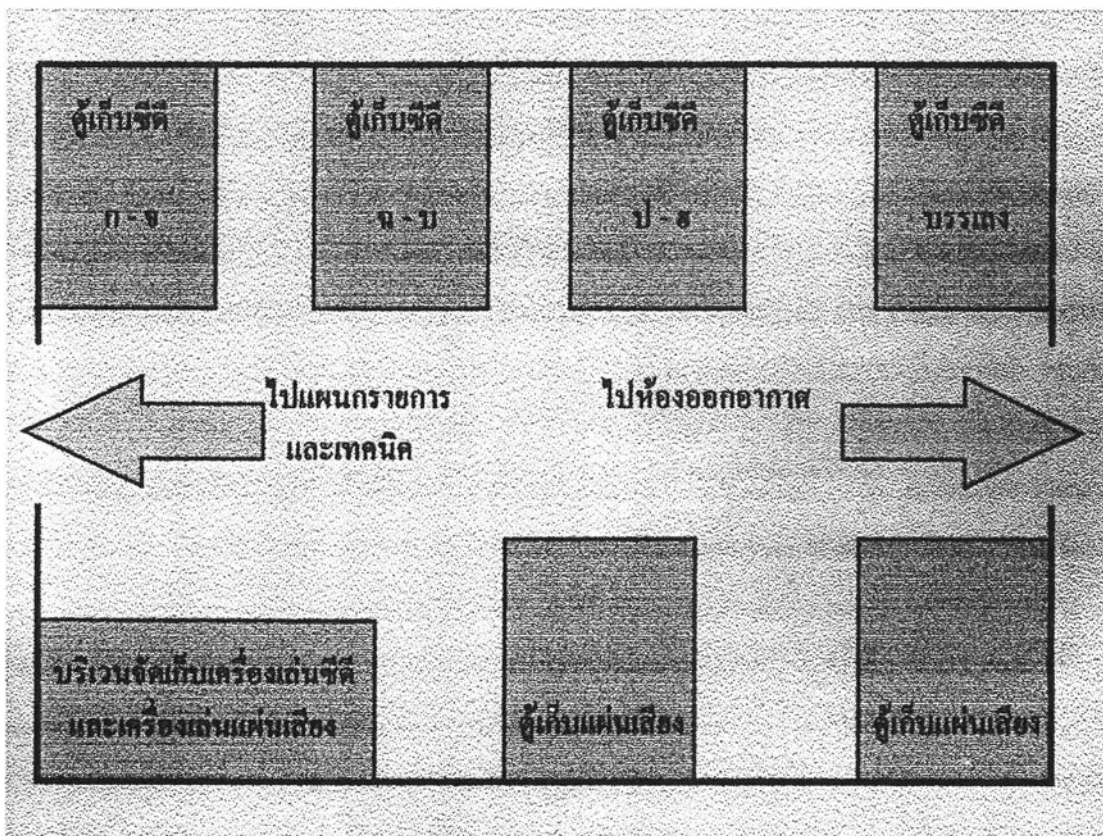 ตู้เก็บซีดี
ก - จ
ตู้เก็บซีดี
ฉ - บ
ตู้เก็บซีดี
ป - ฮ
ตู้เก็บซีดี
บรรเลง
ไปแผนกรายการ
และเทคนิค
ไปห้องออกอากาศ
บริเวนจัดเก็บเครื่องเล่นซีดี
และเครื่องเล่นแผ่นเสียง
ตู้เก็บแผ่นเสียง
ตู้เก็บแผ่นเสียง